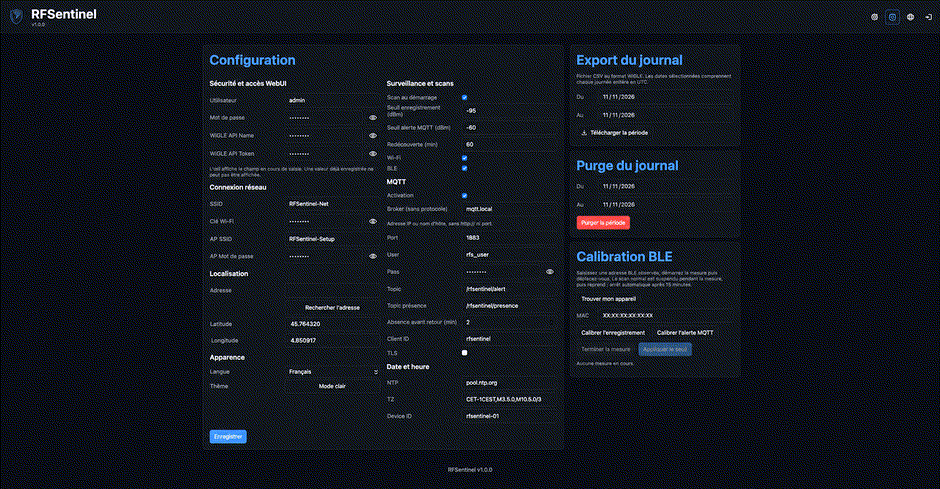 RFSentinel
v1.0.0
Configuration
Sécurité et accès WebUI
Utilisateur admin
Mot de passe ••••••••
WiGLE API Name ••••••••
WiGLE API Token ••••••••
L'œil affiche le champ en cours de saisie. Une valeur déjà enregistrée ne
peut pas être affichée.
Connexion réseau
SSID RFSentinel-Net
Clé Wi-Fi ••••••••
AP SSID RFSentinel-Setup
AP Mot de passe ••••••••
Localisation
Adresse
Rechercher l'adresse
Latitude 45.764320
Longitude 4.850917
Apparence
Langue Français
Thème Mode clair
Enregistrer
Surveillance et scans
Scan au démarrage
Seuil enregistrement
(dBm) -95
Seuil alerte MQTT (dBm) -60
Redécouverte (min) 60
Wi-Fi
BLE
MQTT
Activation
Broker (sans protocole) mqtt.local
Adresse IP ou nom d'hôte, sans http:// ni port.
Port 1883
User rfs_user
Pass ••••••••
Topic /rfsentinel/alert
Topic présence /rfsentinel/presence
Absence avant retour (min) 2
Client ID rfsentinel
TLS
Date et heure
NTP pool.ntp.org
TZ CET-1CEST,M3.5.0,M10.5.0/3
Device ID rfsentinel-01
Export du journal
Fichier CSV au format WiGLE. Les dates sélectionnées comprennent
chaque journée entière en UTC.
Du 11/11/2026
Au 11/11/2026
Télécharger la période
Purge du journal
Du 11/11/2026
Au 11/11/2026
Purger la période
Calibration BLE
Saisissez une adresse BLE observée, démarrez la mesure puis
déplacez-vous. Le scan normal est suspendu pendant la mesure,
puis reprend ; arrêt automatique après 15 minutes.
Trouver mon appareil
MAC XX:XX:XX:XX:XX:XX
Calibrer l'enregistrement Calibrer l'alerte MQTT
Terminer la mesure Appliquer le seuil
Aucune mesure en cours.
RFSentinel v1.0.0